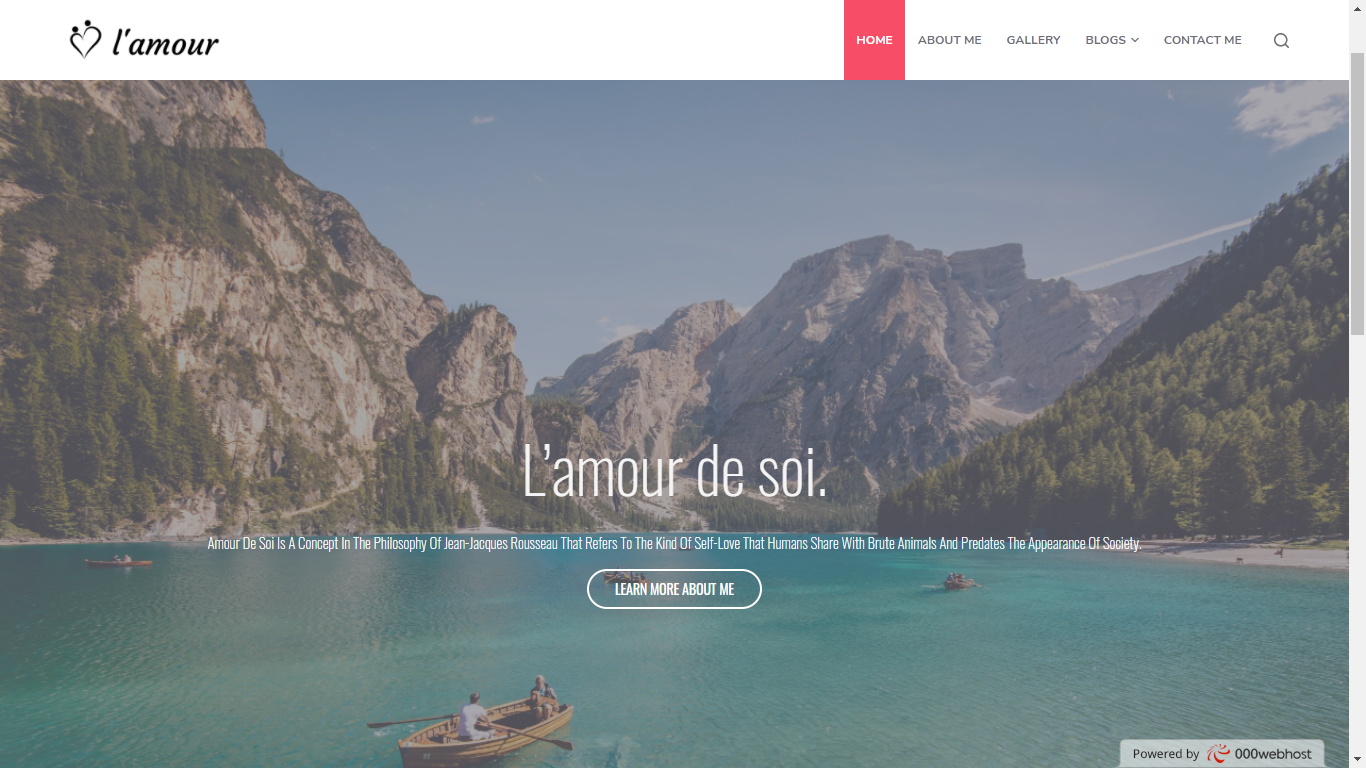 l'amour
HOME ABOUT ME GALLERY BLOGS CONTACT ME
L'amour de soi.
Amour De Soi Is A Concept In The Philosophy Of Jean-Jacques Rousseau That Refers To The Kind Of Self-Love That Humans Share With Brute Animals And Predates The Appearance Of Society.
LEARN MORE ABOUT ME
Powered by 000webhost